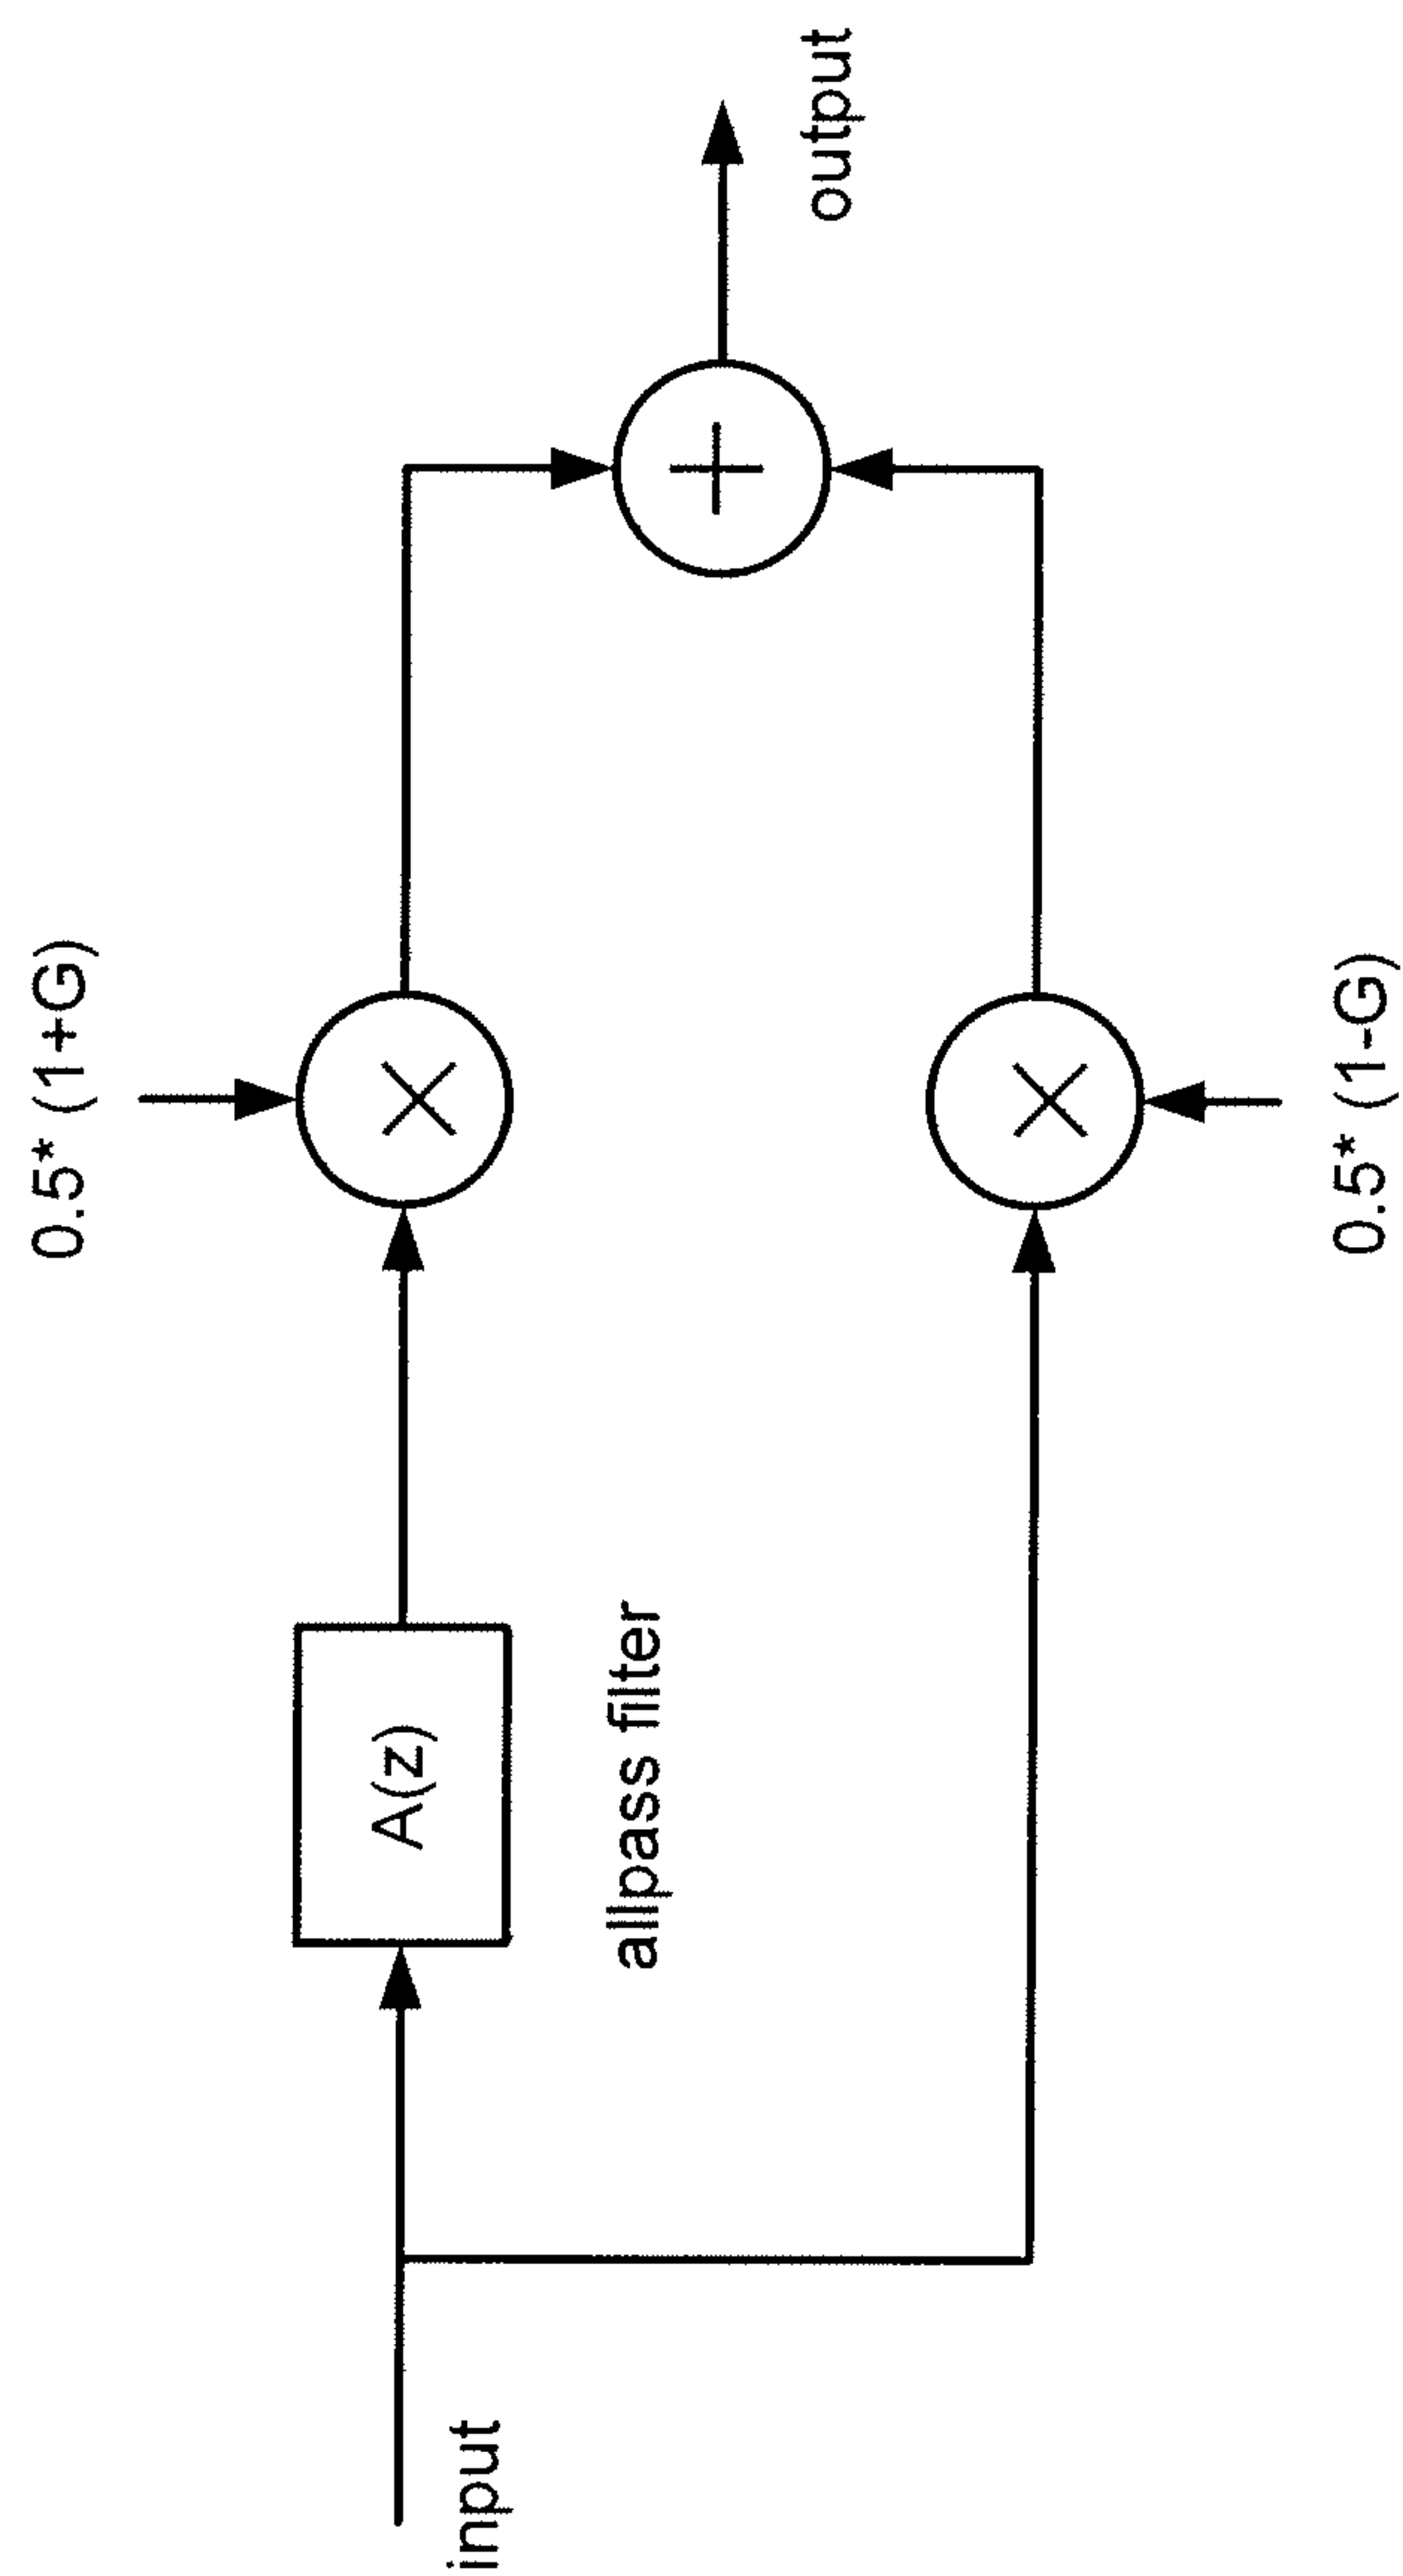 0.5* (1+G)
input
A(z)
allpass filter
×
+
output
×
0.5* (1-G)